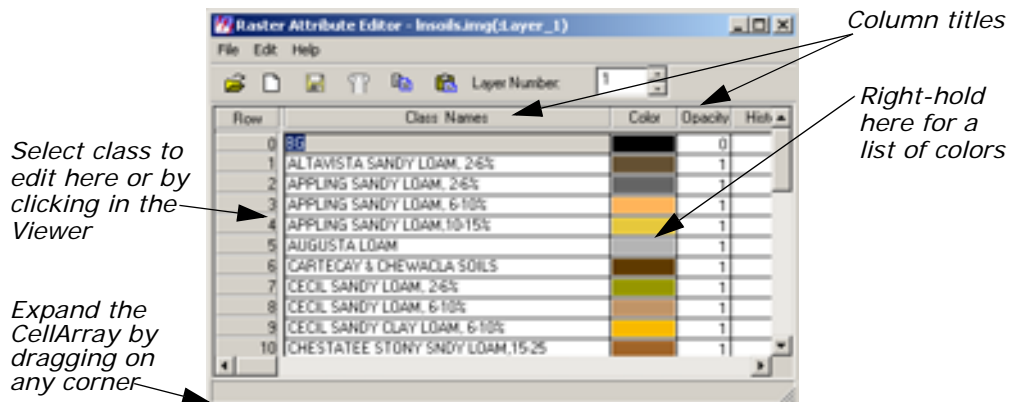 Raster Attribute Editor - lnsoils.img(:Layer_1)
File Edit Help
Layer Number: 1
Row Class Names Color Opacity Hist
0 BG 0
1 ALTAVISTA SANDY LOAM, 2-6% 1
2 APPLING SANDY LOAM, 2-6% 1
3 APPLING SANDY LOAM, 6-10% 1
4 APPLING SANDY LOAM,10-15% 1
5 AUGUSTA LOAM 1
6 CARTECAY & CHEWACLA SOILS 1
7 CECIL SANDY LOAM, 2-6% 1
8 CECIL SANDY LOAM, 6-10% 1
9 CECIL SANDY CLAY LOAM, 6-10% 1
10 CHESTATEE STONY SNDY LOAM,15-25 1
Column titles
Right-hold
here for a
list of colors
Select class to
edit here or by
clicking in the
Viewer
Expand the
CellArray by
dragging on
any corner